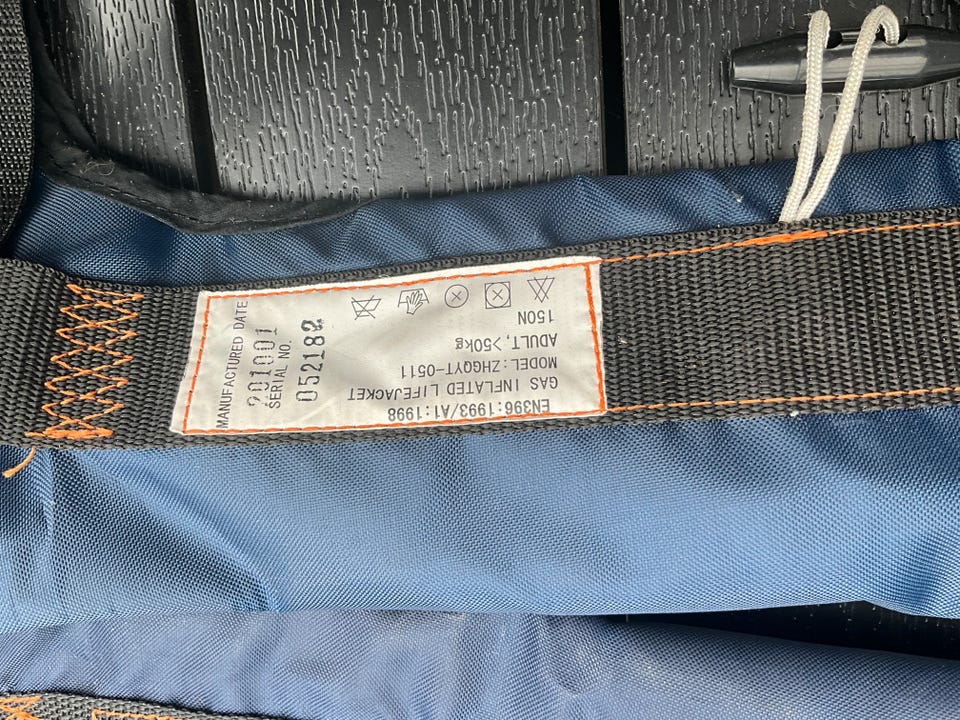 EN396:1993/A1:1998
GAS INFLATED LIFEJACKET
MODEL:ZHGQYT-0511
ADULT,>50kg
150N
MANUFACTURED DATE
201001
SERIAL NO.
052182